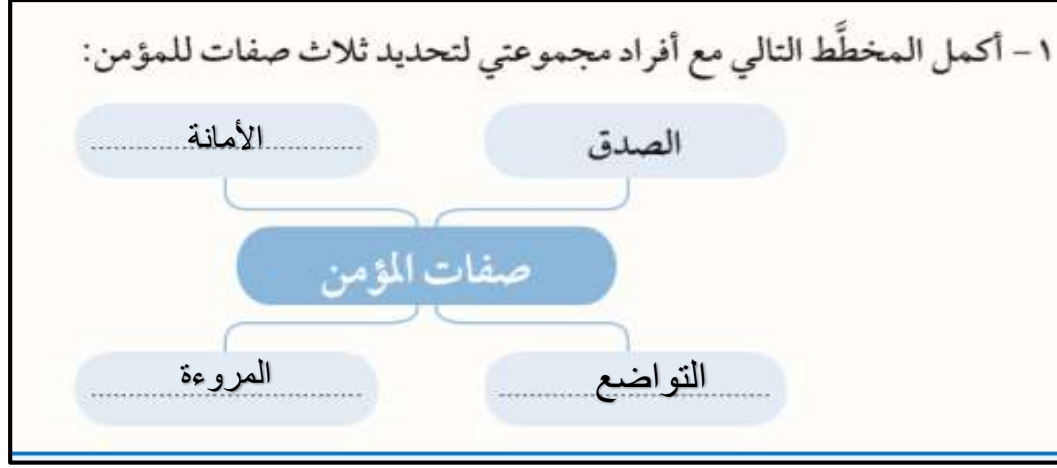 ١ - أكمل المخطَّط التالي مع أفراد مجموعتي لتحديد ثلاث صفات للمؤمن:
الصدق
الأمانة
صفات المؤمن
التواضع
المروءة